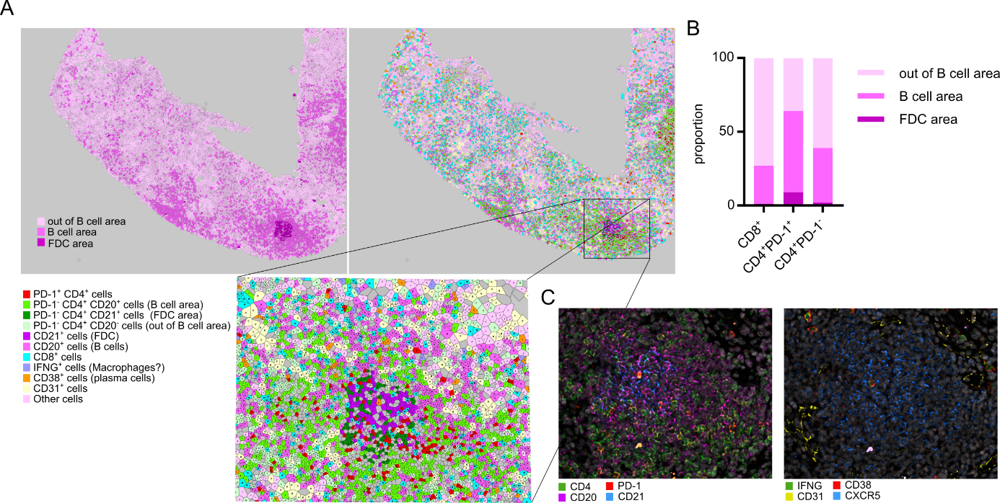 A
out of B cell area
B cell area
FDC area
PD-1⁺ CD4⁺ cells
PD-1⁻ CD4⁺ CD20⁺ cells (B cell area)
PD-1⁻ CD4⁺ CD21⁺ cells (FDC area)
PD-1⁻ CD4⁺ CD20⁻ cells (out of B cell area)
CD21⁺ cells (FDC)
CD20⁺ cells (B cells)
CD8⁺ cells
IFNG⁺ cells (Macrophages?)
CD38⁺ cells (plasma cells)
CD31⁺ cells
Other cells
B
100
50
0
proportion
CD8⁺
CD4⁺PD-1⁺
CD4⁺PD-1⁻
out of B cell area
B cell area
FDC area
C
CD4 PD-1
CD20 CD21
IFNG CD38
CD31 CXCR5